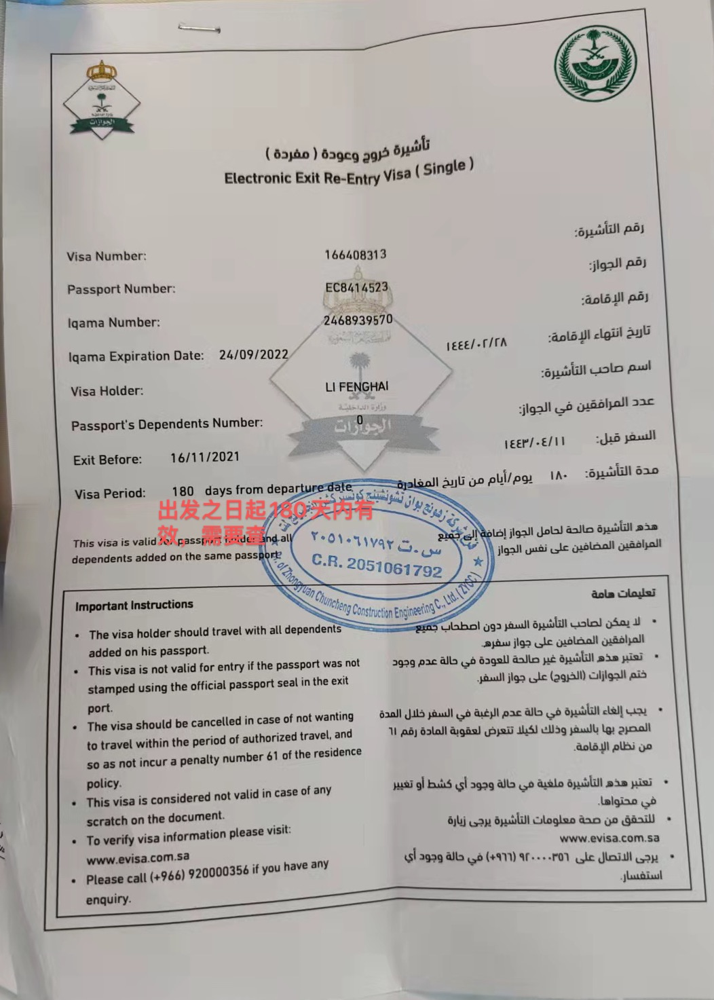 الجوازات
تأشيرة خروج وعودة ( مفردة )
Electronic Exit Re-Entry Visa ( Single )
رقم التأشيرة:
Visa Number: 166408313
رقم الجواز:
Passport Number: EC8414523
رقم الإقامة:
Iqama Number: 2468939570
Iqama Expiration Date: 24/09/2022 ١٤٤٤/٠٢/٢٨ تاريخ انتهاء الإقامة:
اسم صاحب التأشيرة:
Visa Holder: LI FENGHAI
وزارة الداخلية
عدد المرافقين في الجواز:
Passport's Dependents Number: 0
الجوازات
Exit Before: 16/11/2021 ١٤٤٣/٠٤/١١ السفر قبل:
Visa Period: 180 days from departure date ١٨٠ يوم/أيام من تاريخ المغادرة مدة التأشيرة:
出发之日起180天内有
效，需要查
This visa is valid for passport holder and all
dependents added on the same passport
هذه التأشيرة صالحة لحامل الجواز إضافة إلى جميع
المرافقين المضافين على نفس الجواز
س.ت ٢٠٥١٠٦١٧٩٢
C.R. 2051061792
of Zhongyuan Chuncheng Construction Engineering C., Ltd. ( ZYCC )
Important Instructions
• The visa holder should travel with all dependents
added on his passport.
• This visa is not valid for entry if the passport was not
stamped using the official passport seal in the exit
port.
• The visa should be cancelled in case of not wanting
to travel within the period of authorized travel, and
so as not incur a penalty number 61 of the residence
policy.
• This visa is considered not valid in case of any
scratch on the document.
• To verify visa information please visit:
www.evisa.com.sa
• Please call (+966) 920000356 if you have any
enquiry.
تعليمات هامة
• لا يمكن لصاحب التأشيرة السفر دون اصطحاب جميع
المرافقين المضافين على جواز سفره.
• تعتبر هذه التأشيرة غير صالحة للعودة في حالة عدم وجود
ختم الجوازات (الخروج) على جواز السفر.
• يجب إلغاء التأشيرة في حالة عدم الرغبة في السفر خلال المدة
المصرح بها بالسفر وذلك لكيلا تتعرض لعقوبة المادة رقم ٦١
من نظام الإقامة.
• تعتبر هذه التأشيرة ملغية في حالة وجود أي كشط أو تغيير
في محتواها.
• للتحقق من صحة معلومات التأشيرة يرجى زيارة
www.evisa.com.sa
• يرجى الاتصال على ٩٢٠٠٠٠٣٥٦ (٩٦٦+) في حالة وجود أي
استفسار.